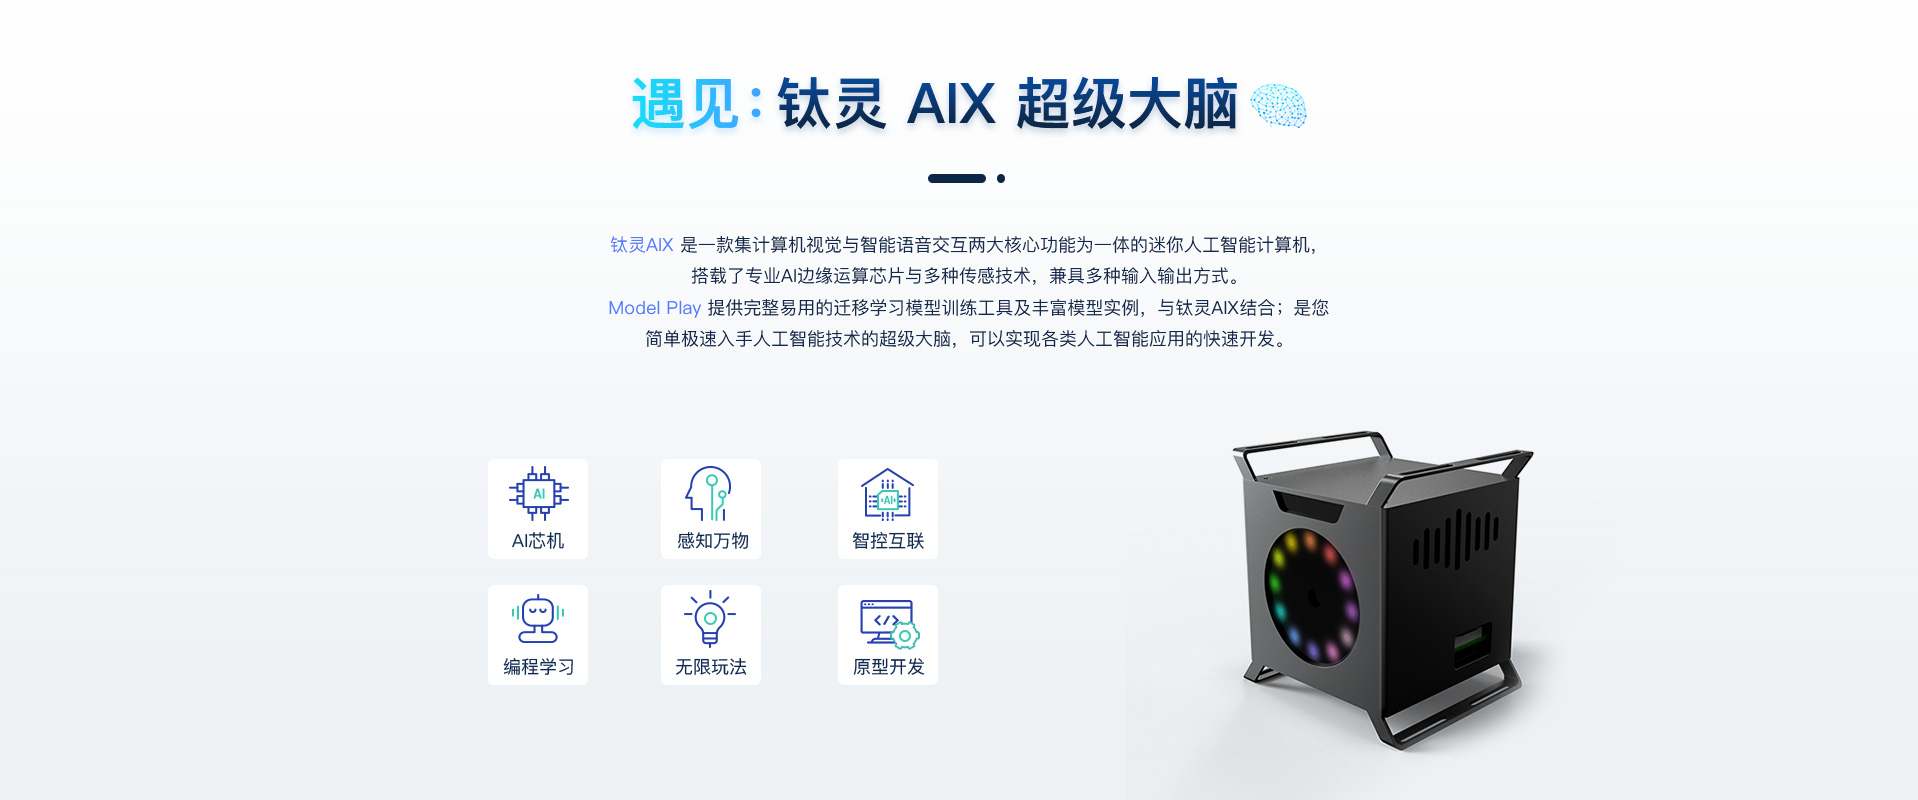 遇见：钛灵 AIX 超级大脑
钛灵AIX 是一款集计算机视觉与智能语音交互两大核心功能为一体的迷你人工智能计算机，
搭载了专业AI边缘运算芯片与多种传感技术，兼具多种输入输出方式。
Model Play 提供完整易用的迁移学习模型训练工具及丰富模型实例，与钛灵AIX结合；是您
简单极速入手人工智能技术的超级大脑，可以实现各类人工智能应用的快速开发。
AI
AI芯机
感知万物
AI
智控互联
编程学习
无限玩法
</>
原型开发